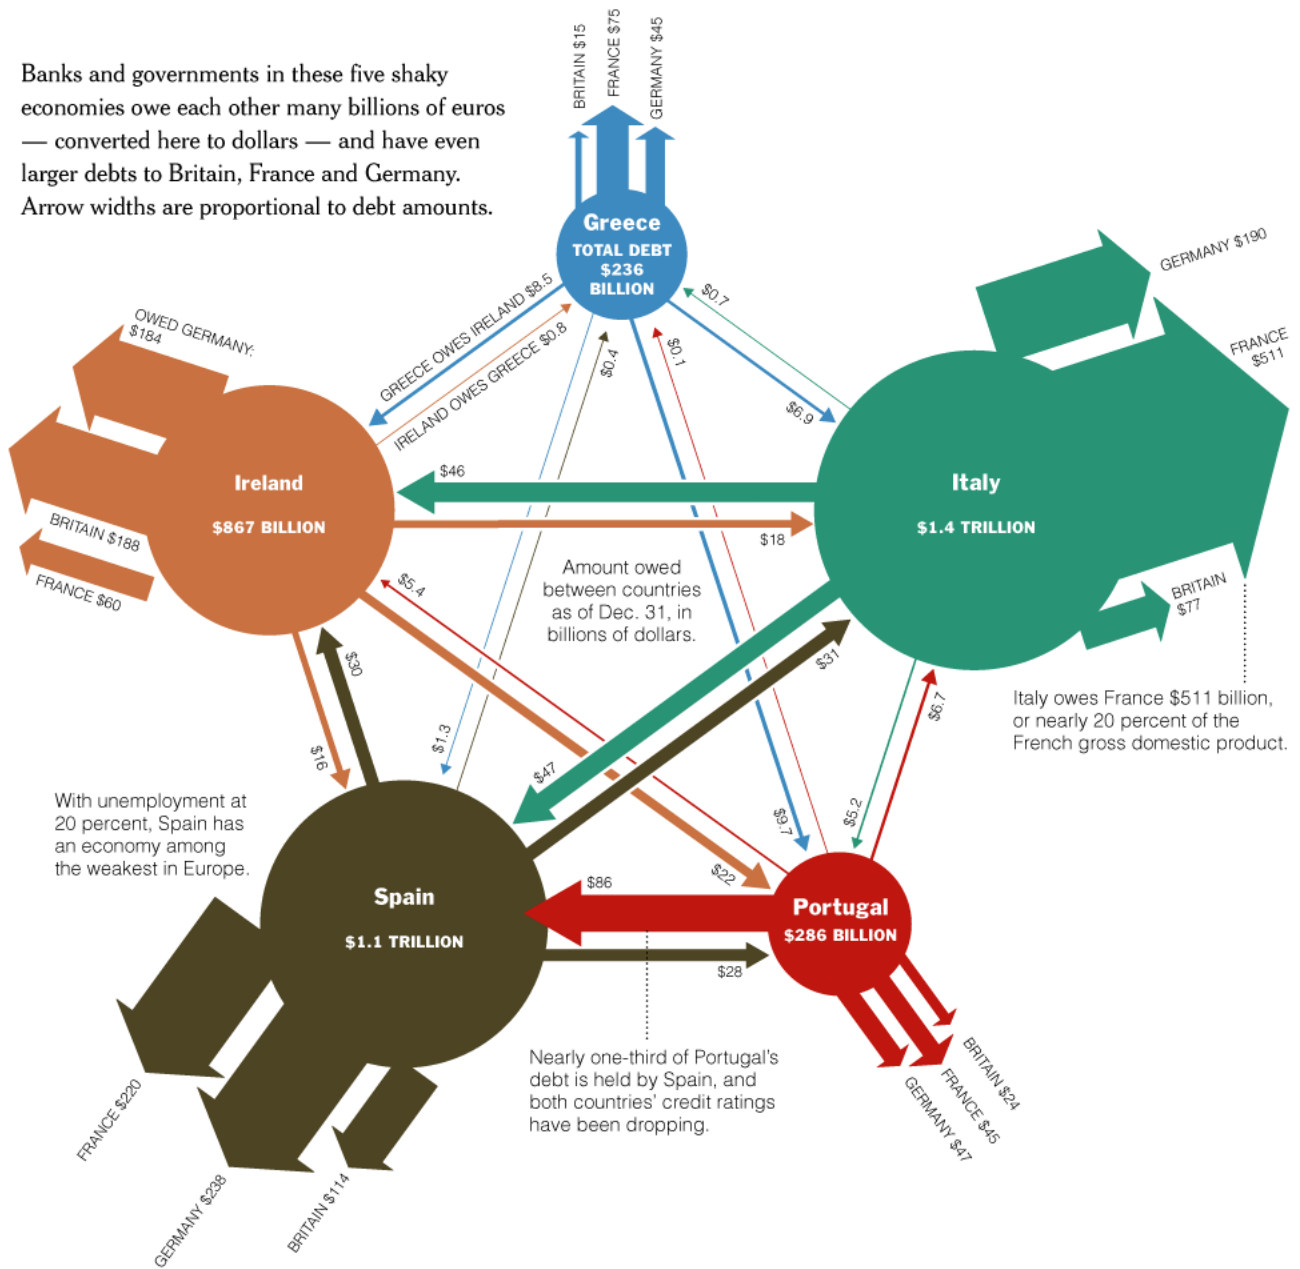 Banks and governments in these five shaky
economies owe each other many billions of euros
— converted here to dollars — and have even
larger debts to Britain, France and Germany.
Arrow widths are proportional to debt amounts.
BRITAIN $15
FRANCE $75
GERMANY $45
Greece
TOTAL DEBT
$236
BILLION
GREECE OWES IRELAND $8.5
IRELAND OWES GREECE $0.8
$0.4
$0.1
$0.7
$6.9
GERMANY $190
FRANCE
$511
OWED GERMANY:
$184
Ireland
$867 BILLION
BRITAIN $188
FRANCE $60
$46
$18
Italy
$1.4 TRILLION
BRITAIN
$77
Amount owed
between countries
as of Dec. 31, in
billions of dollars.
$5.4
$30
$16
$1.3
$47
$31
$22
$9.7
$5.2
$6.7
Italy owes France $511 billion,
or nearly 20 percent of the
French gross domestic product.
With unemployment at
20 percent, Spain has
an economy among
the weakest in Europe.
Spain
$1.1 TRILLION
$86
$28
Portugal
$286 BILLION
Nearly one-third of Portugal's
debt is held by Spain, and
both countries' credit ratings
have been dropping.
FRANCE $220
GERMANY $238
BRITAIN $114
BRITAIN $24
FRANCE $45
GERMANY $47